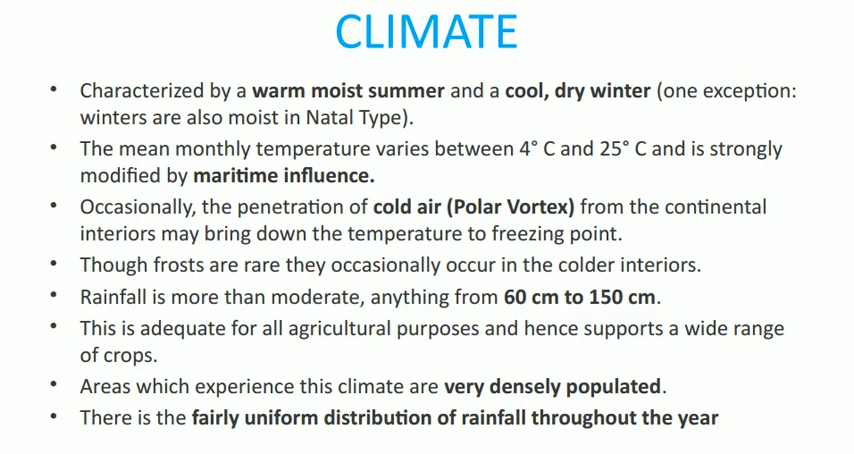 CLIMATE
• Characterized by a warm moist summer and a cool, dry winter (one exception:
winters are also moist in Natal Type).
• The mean monthly temperature varies between 4° C and 25° C and is strongly
modified by maritime influence.
• Occasionally, the penetration of cold air (Polar Vortex) from the continental
interiors may bring down the temperature to freezing point.
• Though frosts are rare they occasionally occur in the colder interiors.
• Rainfall is more than moderate, anything from 60 cm to 150 cm.
• This is adequate for all agricultural purposes and hence supports a wide range
of crops.
• Areas which experience this climate are very densely populated.
• There is the fairly uniform distribution of rainfall throughout the year